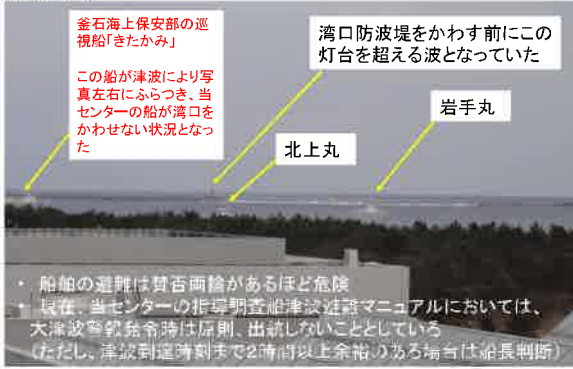 釜石海上保安部の巡
視船「きたかみ」
この船が津波により写
真左右にふらつき、当
センターの船が湾口を
かわせない状況となっ
た
湾口防波堤をかわす前にこの
灯台を超える波となっていた
岩手丸
北上丸
・ 船舶の避難は賛否両論があるほど危険
・ 現在、当センターの指導調査船津波避難マニュアルにおいては、
大津波警報発令時は原則、出航しないこととしている
(ただし、津波到達時刻まで2時間以上余裕のある場合は船長判断)